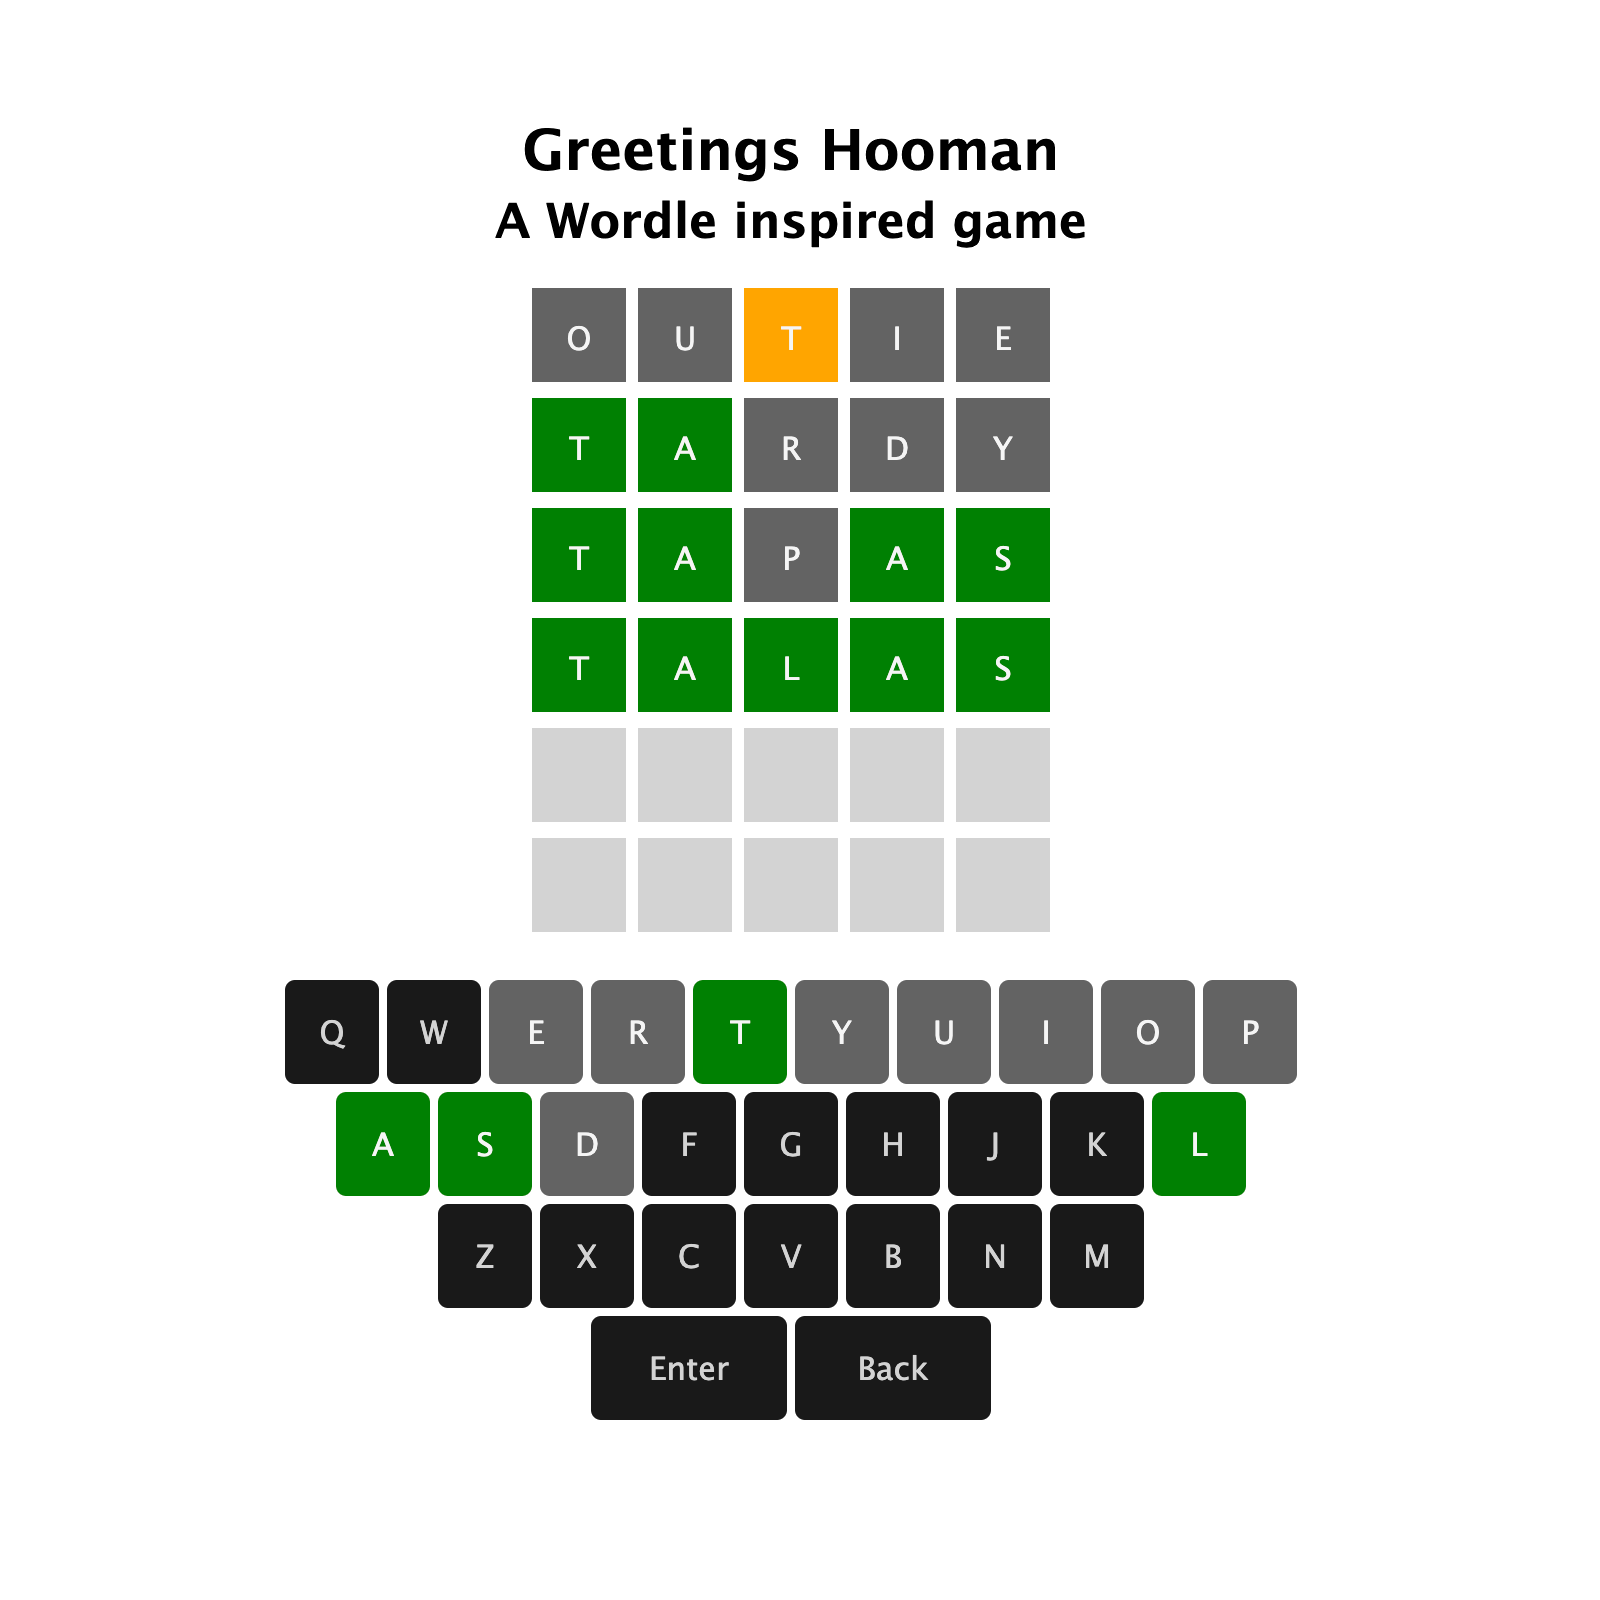 Greetings Hooman
A Wordle inspired game
O U T I E
T A R D Y
T A P A S
T A L A S
Q W E R T Y U I O P
A S D F G H J K L
Z X C V B N M
Enter Back